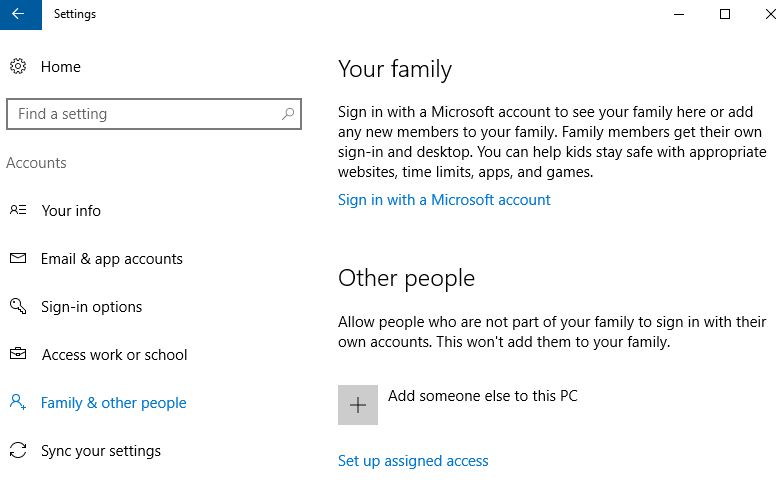 Settings
Home
Find a setting
Accounts
Your info
Email & app accounts
Sign-in options
Access work or school
Family & other people
Sync your settings
Your family
Sign in with a Microsoft account to see your family here or add
any new members to your family. Family members get their own
sign-in and desktop. You can help kids stay safe with appropriate
websites, time limits, apps, and games.
Sign in with a Microsoft account
Other people
Allow people who are not part of your family to sign in with their
own accounts. This won't add them to your family.
Add someone else to this PC
Set up assigned access